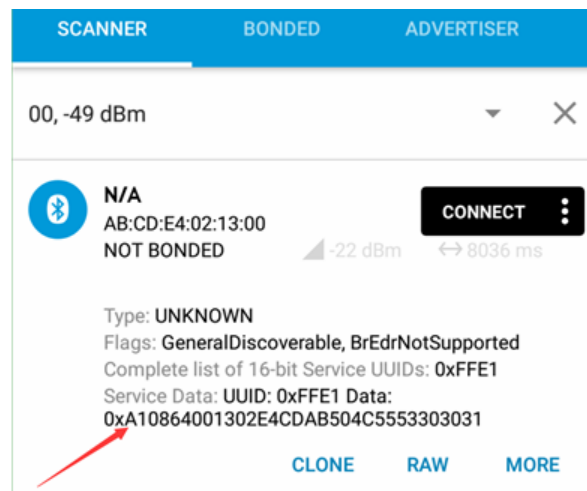 SCANNER BONDED ADVERTISER
00, -49 dBm
N/A
CONNECT
AB:CD:E4:02:13:00
NOT BONDED -22 dBm 8036 ms
Type: UNKNOWN
Flags: GeneralDiscoverable, BrEdrNotSupported
Complete list of 16-bit Service UUIDs: 0xFFE1
Service Data: UUID: 0xFFE1 Data:
0xA10864001302E4CDAB504C5553303031
CLONE RAW MORE